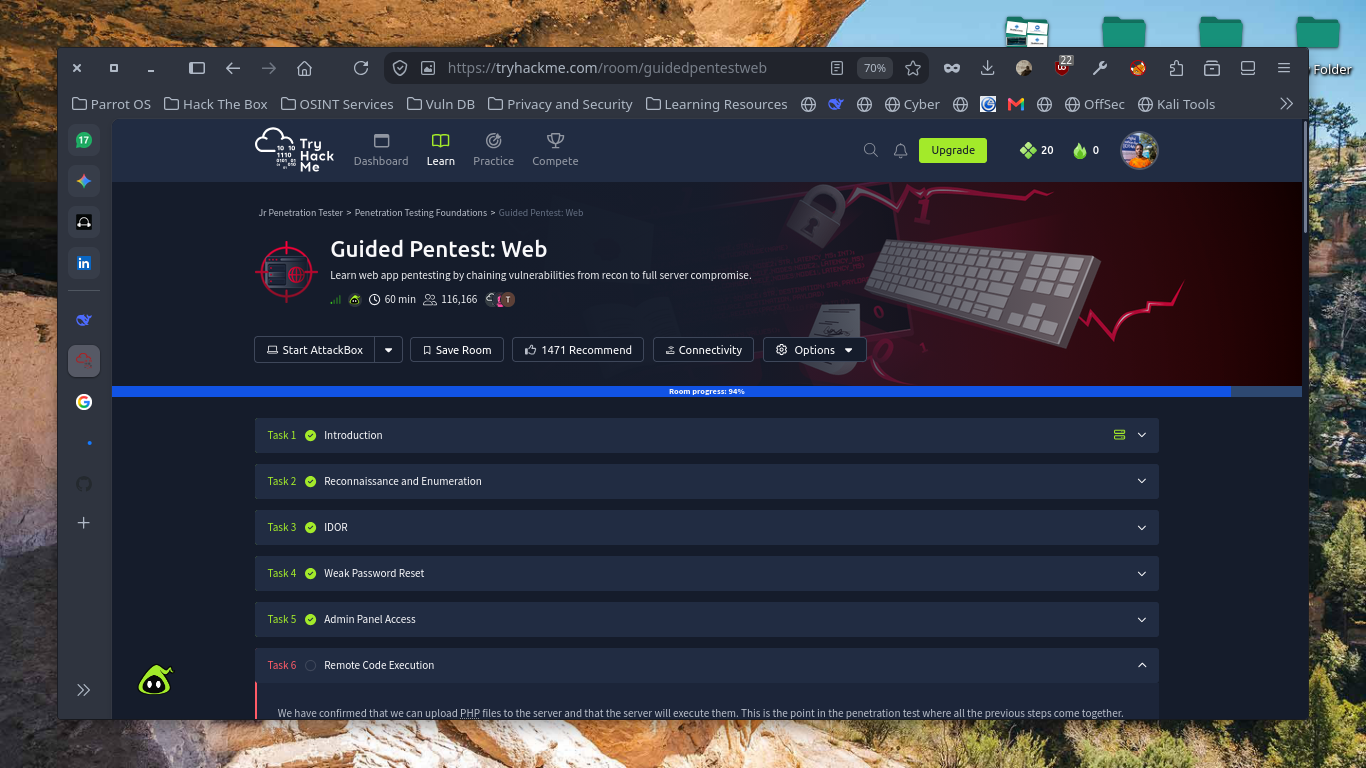 22
https://tryhackme.com/room/guidedpentestweb
70%
Folder
Parrot OS
Hack The Box
OSINT Services
Vuln DB
Privacy and Security
Learning Resources
Cyber
OffSec
Kali Tools
17
Try
Hack
Me
Dashboard
Learn
Practice
Compete
Upgrade
20
0
Jr Penetration Tester > Penetration Testing Foundations > Guided Pentest: Web
Guided Pentest: Web
Learn web app pentesting by chaining vulnerabilities from recon to full server compromise.
60 min
116,166
T
Start AttackBox
Save Room
1471 Recommend
Connectivity
Options
Room progress: 94%
Task 1
Introduction
Task 2
Reconnaissance and Enumeration
Task 3
IDOR
Task 4
Weak Password Reset
Task 5
Admin Panel Access
Task 6
Remote Code Execution
We have confirmed that we can upload PHP files to the server and that the server will execute them. This is the point in the penetration test where all the previous steps come together.